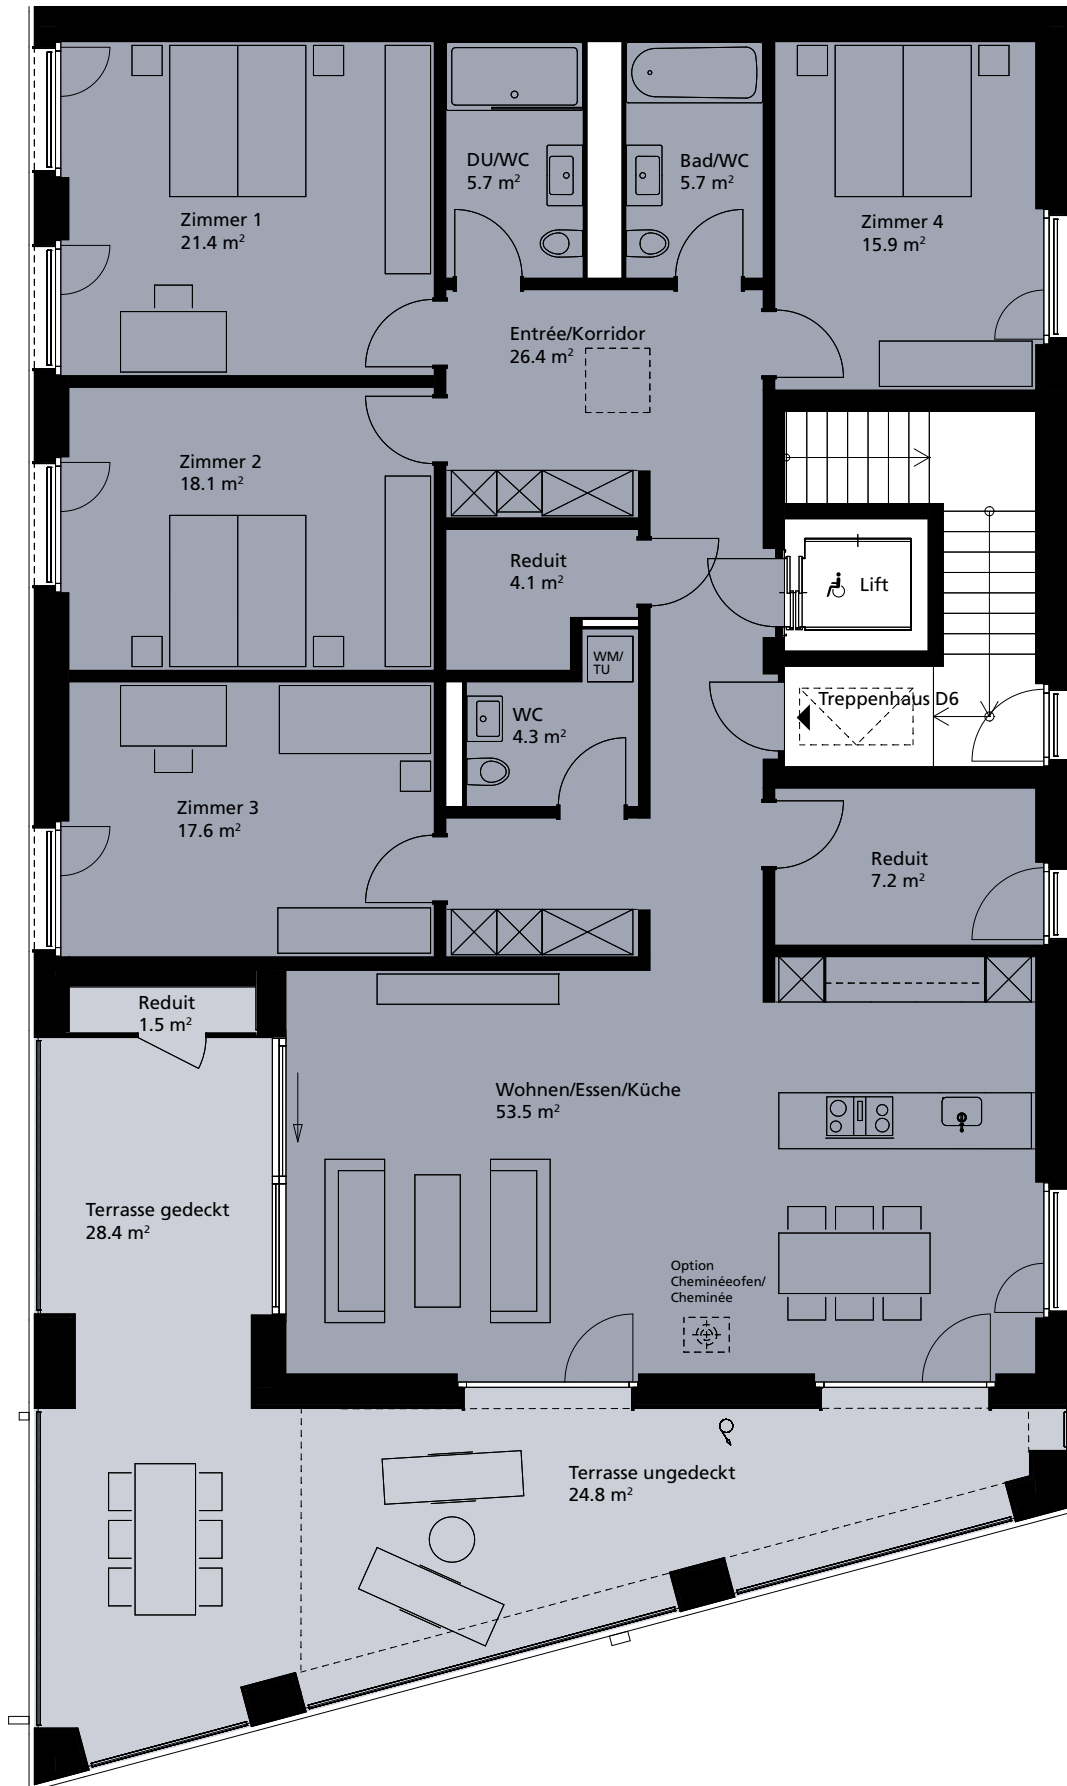 DU/WC
5.7 m²
Bad/WC
5.7 m²
Zimmer 1
21.4 m²
Zimmer 4
15.9 m²
Entrée/Korridor
26.4 m²
Zimmer 2
18.1 m²
Reduit
4.1 m²
Lift
WM/
TU
Treppenhaus D6
WC
4.3 m²
Zimmer 3
17.6 m²
Reduit
7.2 m²
Reduit
1.5 m²
Wohnen/Essen/Küche
53.5 m²
Terrasse gedeckt
28.4 m²
Option
Cheminéeofen/
Cheminée
Terrasse ungedeckt
24.8 m²